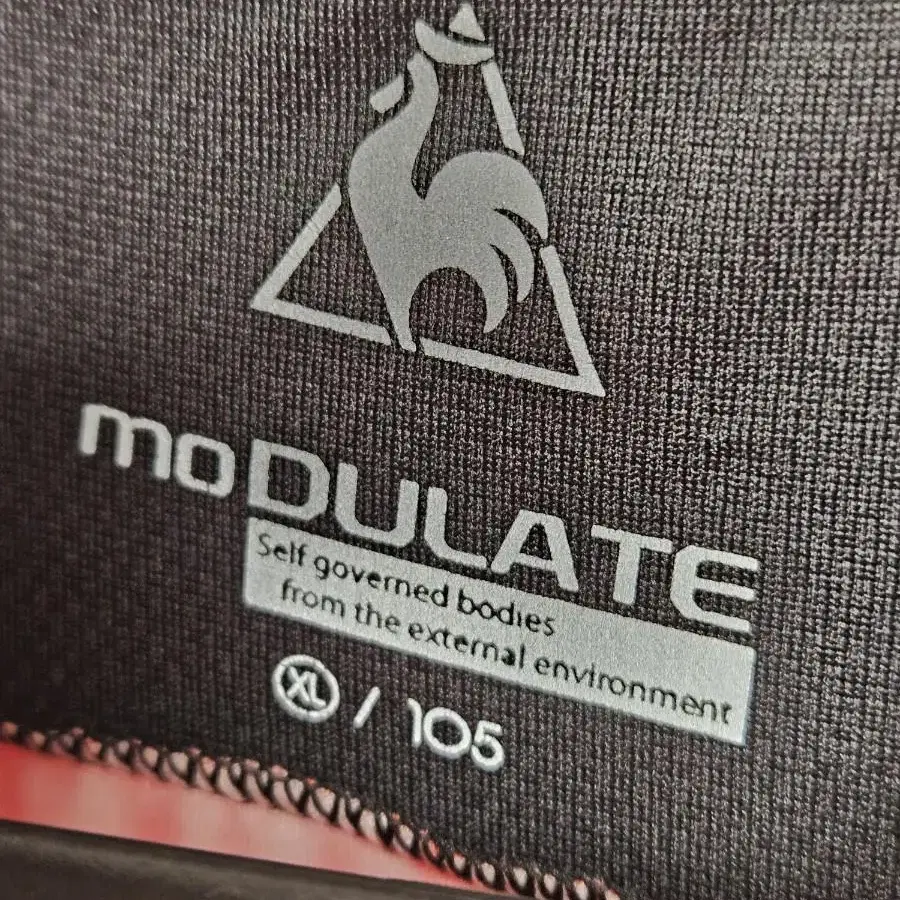 moDULATE
Self governed bodies
from the external environment
XL / 105